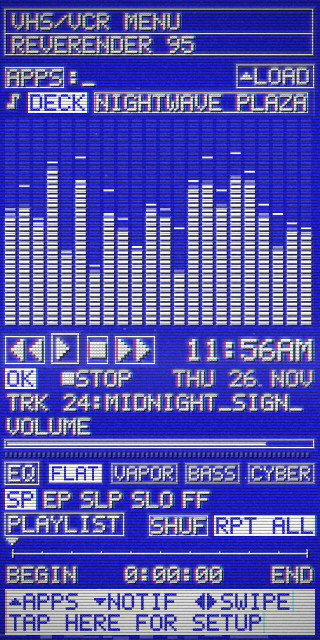 VHS/VCR MENU
REVERENDER 95
APPS:_ ▲LOAD
♪ DECK NIGHTWAVE PLAZA
11:56AM
OK ■STOP THU 26. NOV
TRK 24:MIDNIGHT_SIGN_
VOLUME
EQ FLAT VAPOR BASS CYBER
SP EP SLP SLO FF
PLAYLIST SHUF RPT ALL
BEGIN 0:00:00 END
▲APPS ▼NOTIF ◀▶SWIPE
TAP HERE FOR SETUP